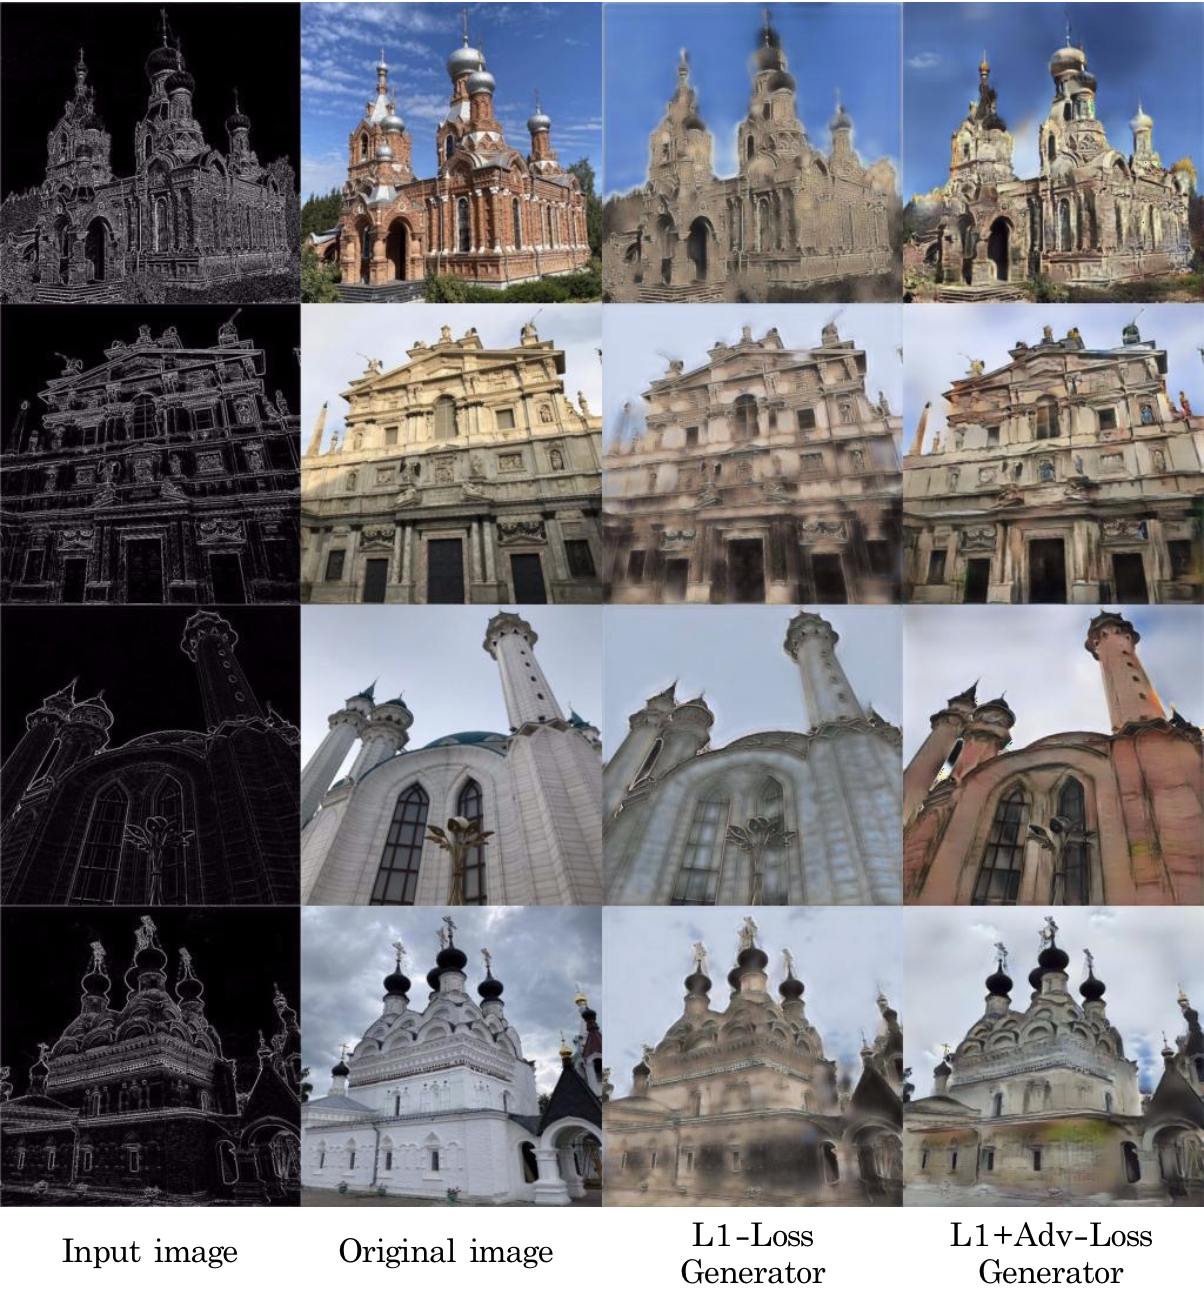 Input image
Original image
L1-Loss
Generator
L1+Adv-Loss
Generator